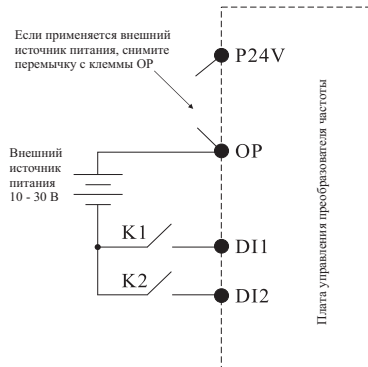 Если применяется внешний
источник питания, снимите
перемычку с клеммы OP
P24V
OP
Внешний
источник
питания
10 - 30 В
K1
DI1
K2
DI2
Плата управления преобразователя частоты